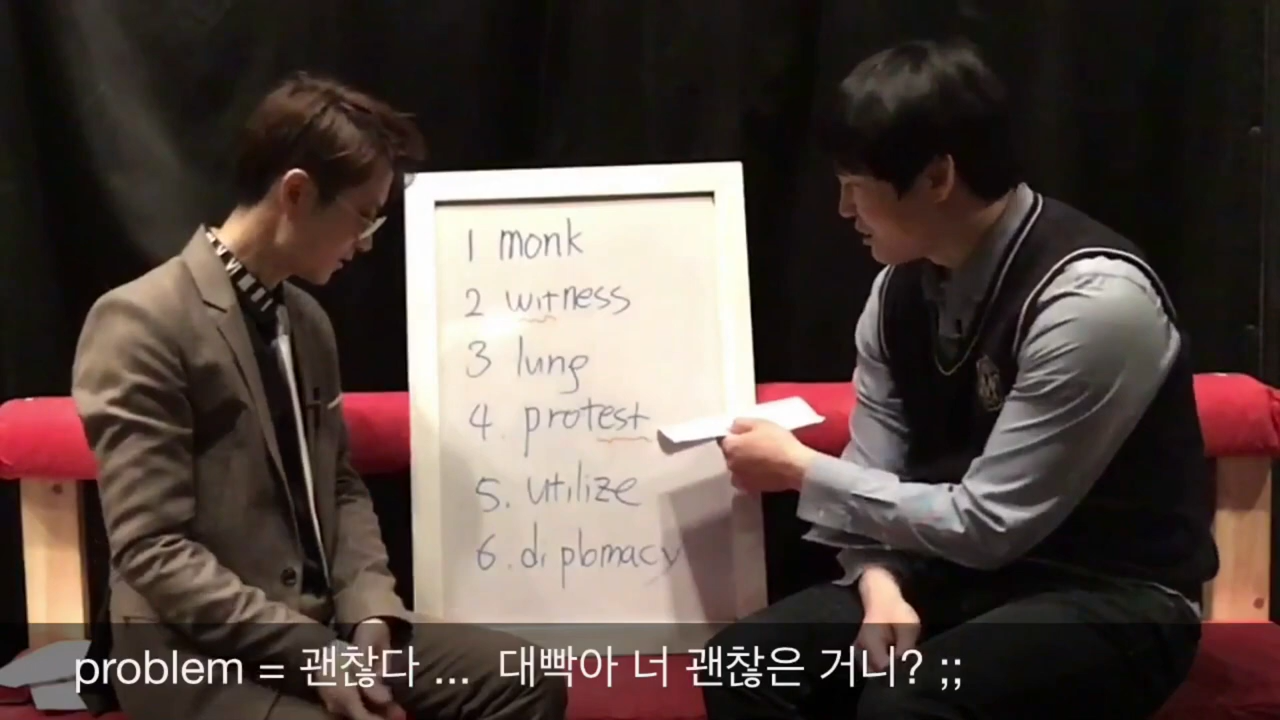 1 monk
2 witness
3 lung
4. protest
5. utilize
6. diplomacy
problem = 괜찮다 ... 대빡아 너 괜찮은 거니? ;;